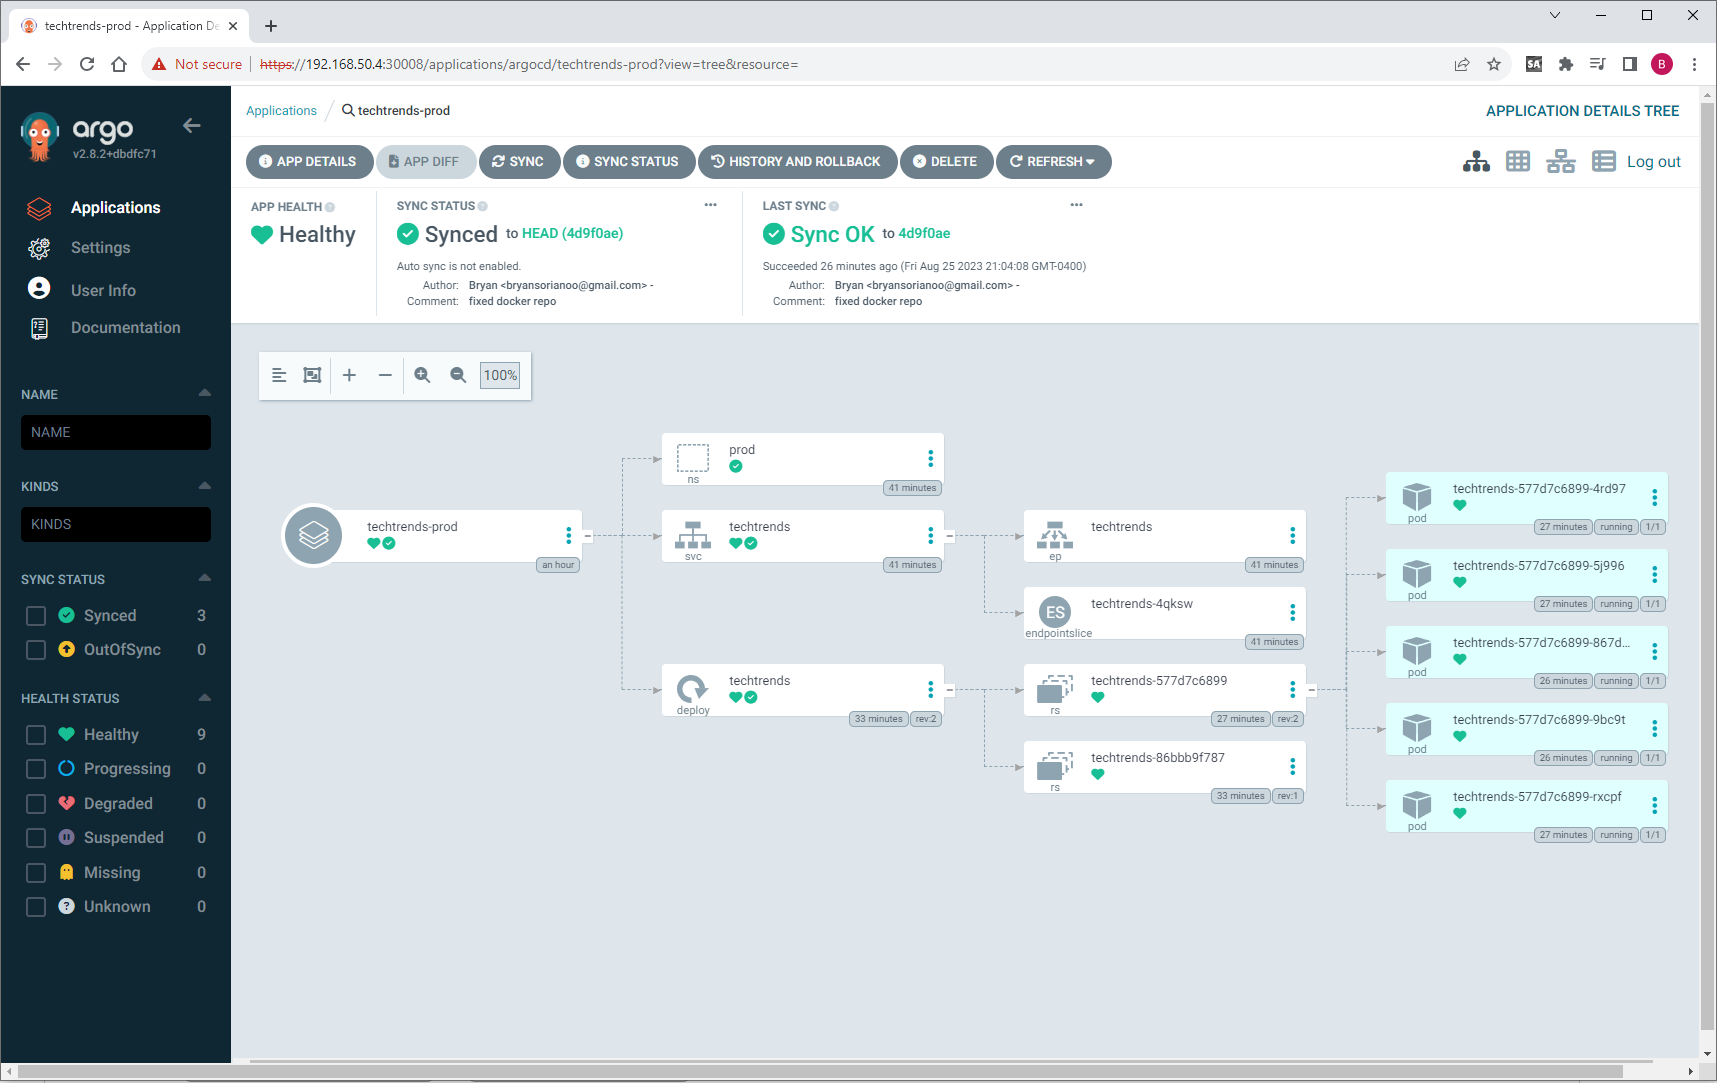 techtrends-prod - Application De
Not secure
https://192.168.50.4:30008/applications/argocd/techtrends-prod?view=tree&resource=
SA
B
argo
v2.8.2+dbdfc71
Applications
Settings
User Info
Documentation
NAME
NAME
KINDS
KINDS
SYNC STATUS
Synced 3
OutOfSync 0
HEALTH STATUS
Healthy 9
Progressing 0
Degraded 0
Suspended 0
Missing 0
Unknown 0
Applications / techtrends-prod
APPLICATION DETAILS TREE
APP DETAILS APP DIFF SYNC SYNC STATUS HISTORY AND ROLLBACK DELETE REFRESH
Log out
APP HEALTH
Healthy
SYNC STATUS
Synced to HEAD (4d9f0ae)
Auto sync is not enabled.
Author: Bryan <bryansorianoo@gmail.com> -
Comment: fixed docker repo
LAST SYNC
Sync OK to 4d9f0ae
Succeeded 26 minutes ago (Fri Aug 25 2023 21:04:08 GMT-0400)
Author: Bryan <bryansorianoo@gmail.com> -
Comment: fixed docker repo
100%
techtrends-prod
an hour
prod
ns
41 minutes
techtrends
svc
41 minutes
techtrends
deploy
33 minutes rev:2
techtrends
ep
41 minutes
ES
techtrends-4qksw
endpointslice
41 minutes
techtrends-577d7c6899
rs
27 minutes rev:2
techtrends-86bbb9f787
rs
33 minutes rev:1
techtrends-577d7c6899-4rd97
pod
27 minutes running 1/1
techtrends-577d7c6899-5j996
pod
27 minutes running 1/1
techtrends-577d7c6899-867d...
pod
26 minutes running 1/1
techtrends-577d7c6899-9bc9t
pod
26 minutes running 1/1
techtrends-577d7c6899-rxcpf
pod
27 minutes running 1/1